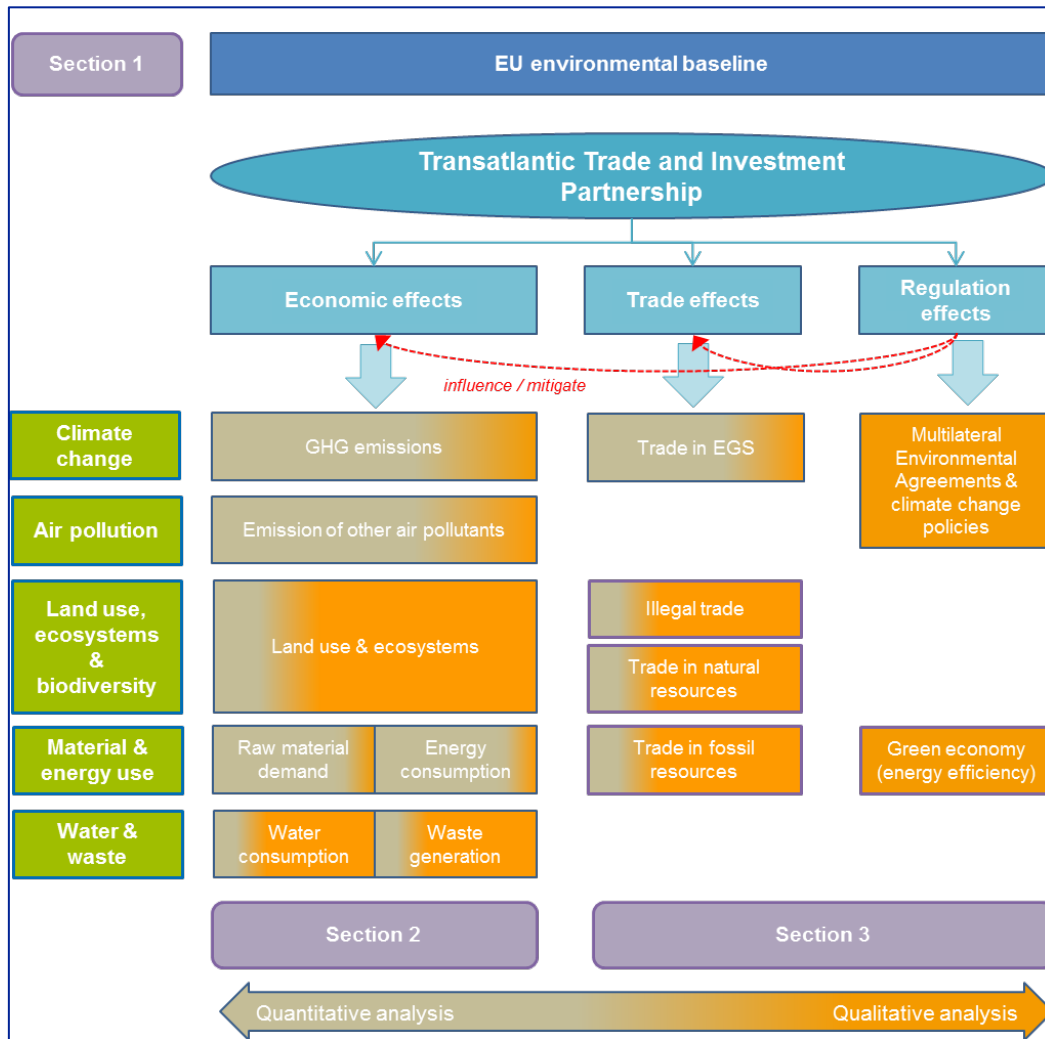 Section 1
EU environmental baseline
Transatlantic Trade and Investment
Partnership
Economic effects
Trade effects
Regulation
effects
influence / mitigate
Climate
change
GHG emissions
Trade in EGS
Multilateral
Environmental
Agreements &
climate change
policies
Air pollution
Emission of other air pollutants
Land use,
ecosystems
&
biodiversity
Land use & ecosystems
Illegal trade
Trade in natural
resources
Material &
energy use
Raw material
demand
Energy
consumption
Trade in fossil
resources
Green economy
(energy efficiency)
Water &
waste
Water
consumption
Waste
generation
Section 2
Section 3
Quantitative analysis
Qualitative analysis